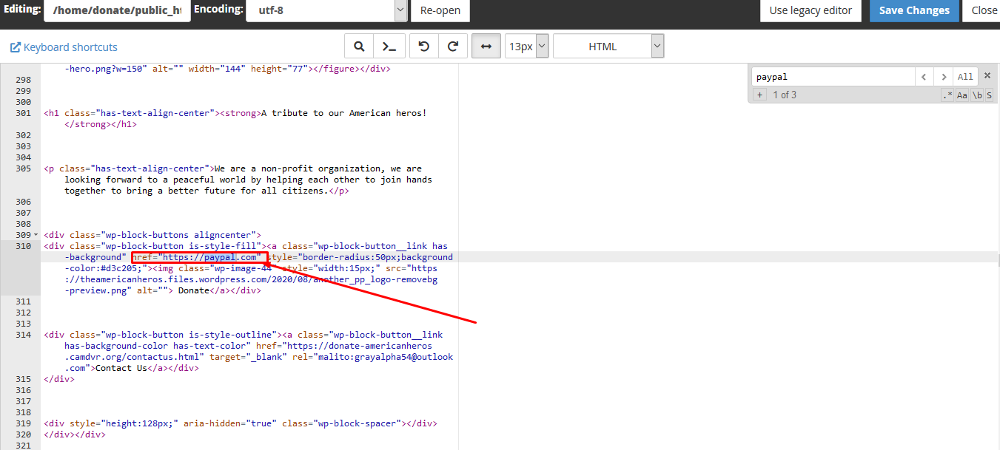 Editing: /home/donate/public_ht Encoding: utf-8 Re-open Use legacy editor Save Changes Close
Keyboard shortcuts 13px HTML
paypal All ×
+ 1 of 3 .* Aa \b S
-hero.png?w=150" alt="" width="144" height="77"></figure></div>
298
299
300
301 <h1 class="has-text-align-center"><strong>A tribute to our American heros!
</strong></h1>
302
303
304
305 <p class="has-text-align-center">We are a non-profit organization, we are
looking forward to a peaceful world by helping each other to join hands
together to bring a better future for all citizens.</p>
306
307
308
309 <div class="wp-block-buttons aligncenter">
310 <div class="wp-block-button is-style-fill"><a class="wp-block-button__link has
-background" href="https://paypal.com" style="border-radius:50px;background
-color:#d3c205;"><img class="wp-image-44" style="width:15px;" src="https
://theamericanheros.files.wordpress.com/2020/08/another_pp_logo-removebg
-preview.png" alt=""> Donate</a></div>
311
312
313
314 <div class="wp-block-button is-style-outline"><a class="wp-block-button__link
has-background-color has-text-color" href="https://donate-americanheros
.camdvr.org/contactus.html" target="_blank" rel="malito:grayalpha54@outlook
.com">Contact Us</a></div>
315 </div>
316
317
318
319 <div style="height:128px;" aria-hidden="true" class="wp-block-spacer"></div>
320 </div></div>
321